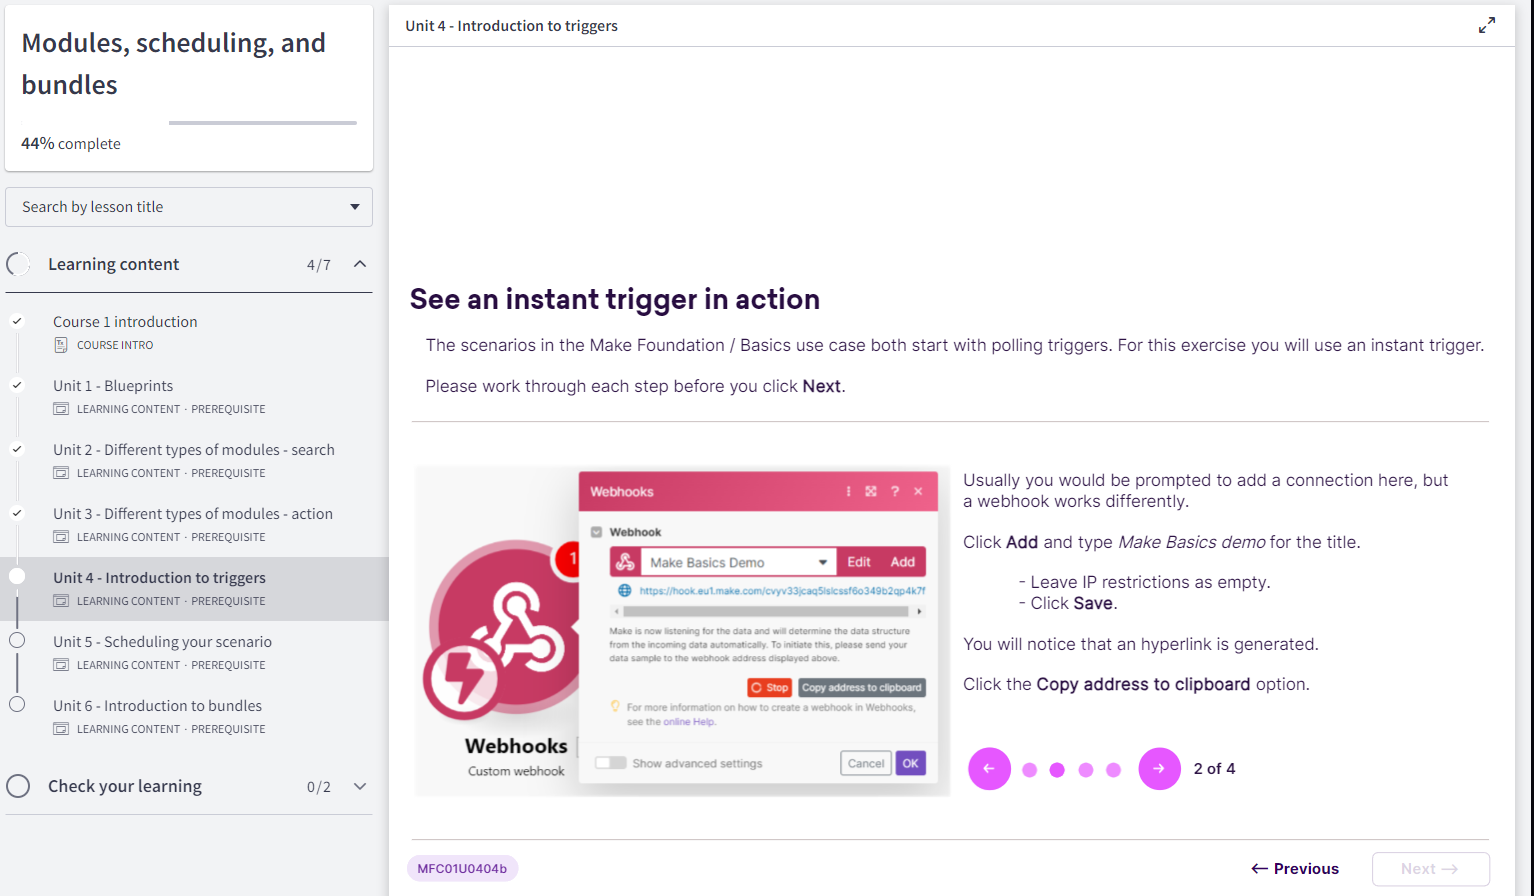 Modules, scheduling, and
bundles
44% complete
Search by lesson title
Learning content 4/7
Course 1 introduction
COURSE INTRO
Unit 1 - Blueprints
LEARNING CONTENT · PREREQUISITE
Unit 2 - Different types of modules - search
LEARNING CONTENT · PREREQUISITE
Unit 3 - Different types of modules - action
LEARNING CONTENT · PREREQUISITE
Unit 4 - Introduction to triggers
LEARNING CONTENT · PREREQUISITE
Unit 5 - Scheduling your scenario
LEARNING CONTENT · PREREQUISITE
Unit 6 - Introduction to bundles
LEARNING CONTENT · PREREQUISITE
Check your learning 0/2
Unit 4 - Introduction to triggers
See an instant trigger in action
The scenarios in the Make Foundation / Basics use case both start with polling triggers. For this exercise you will use an instant trigger.
Please work through each step before you click Next.
Webhooks
?
Webhook
Make Basics Demo Edit Add
https://hook.eu1.make.com/cvyv33jcaq5lslcssf6o349b2qp4k7f
Make is now listening for the data and will determine the data structure
from the incoming data automatically. To initiate this, please send your
data sample to the webhook address displayed above.
Stop Copy address to clipboard
For more information on how to create a webhook in Webhooks,
see the online Help.
Show advanced settings Cancel OK
1
Webhooks
Custom webhook
Usually you would be prompted to add a connection here, but
a webhook works differently.
Click Add and type Make Basics demo for the title.
- Leave IP restrictions as empty.
- Click Save.
You will notice that an hyperlink is generated.
Click the Copy address to clipboard option.
2 of 4
MFC01U0404b
Previous
Next